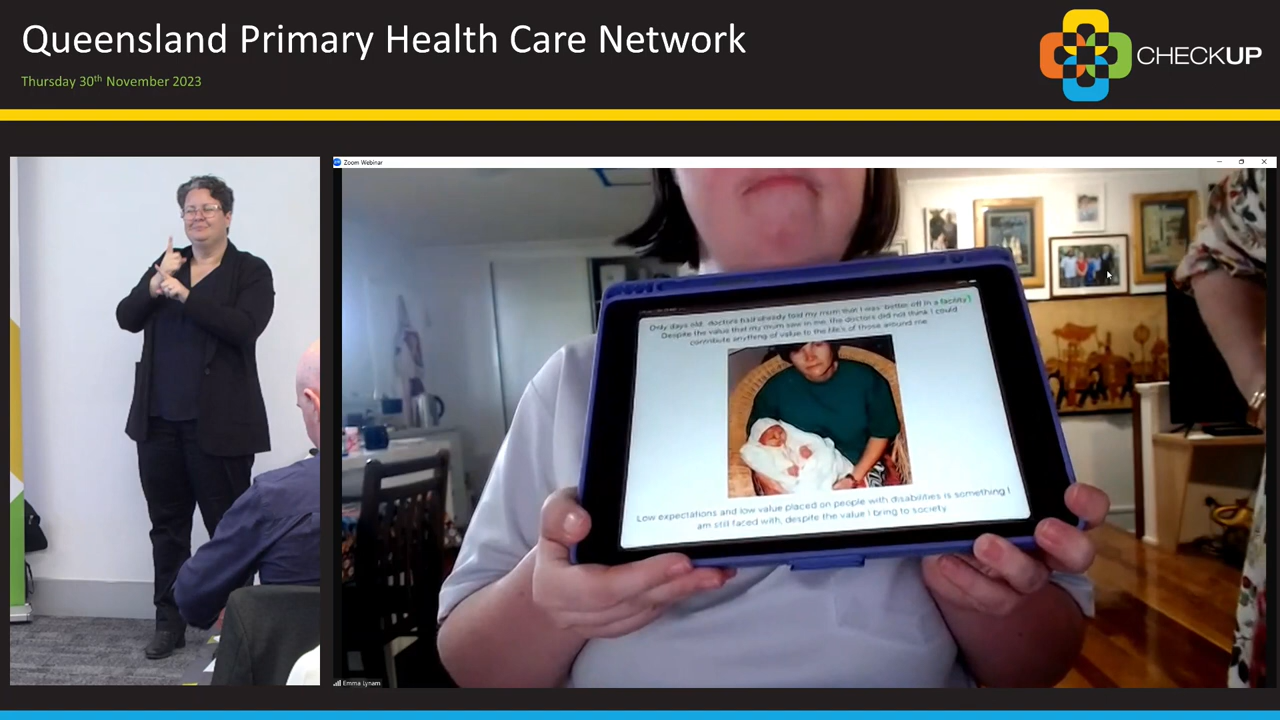 Queensland Primary Health Care Network
Thursday 30th November 2023
CHECKUP
Zoom Webinar
Only days old, doctors had already told my mum that I was better off in a facility.
Despite the value that my mum saw in me, the doctors did not think I could
contribute anything of value to the life's of those around me.
Low expectations and low value placed on people with disabilities is something I
am still faced with, despite the value I bring to society.
Emma Lynam